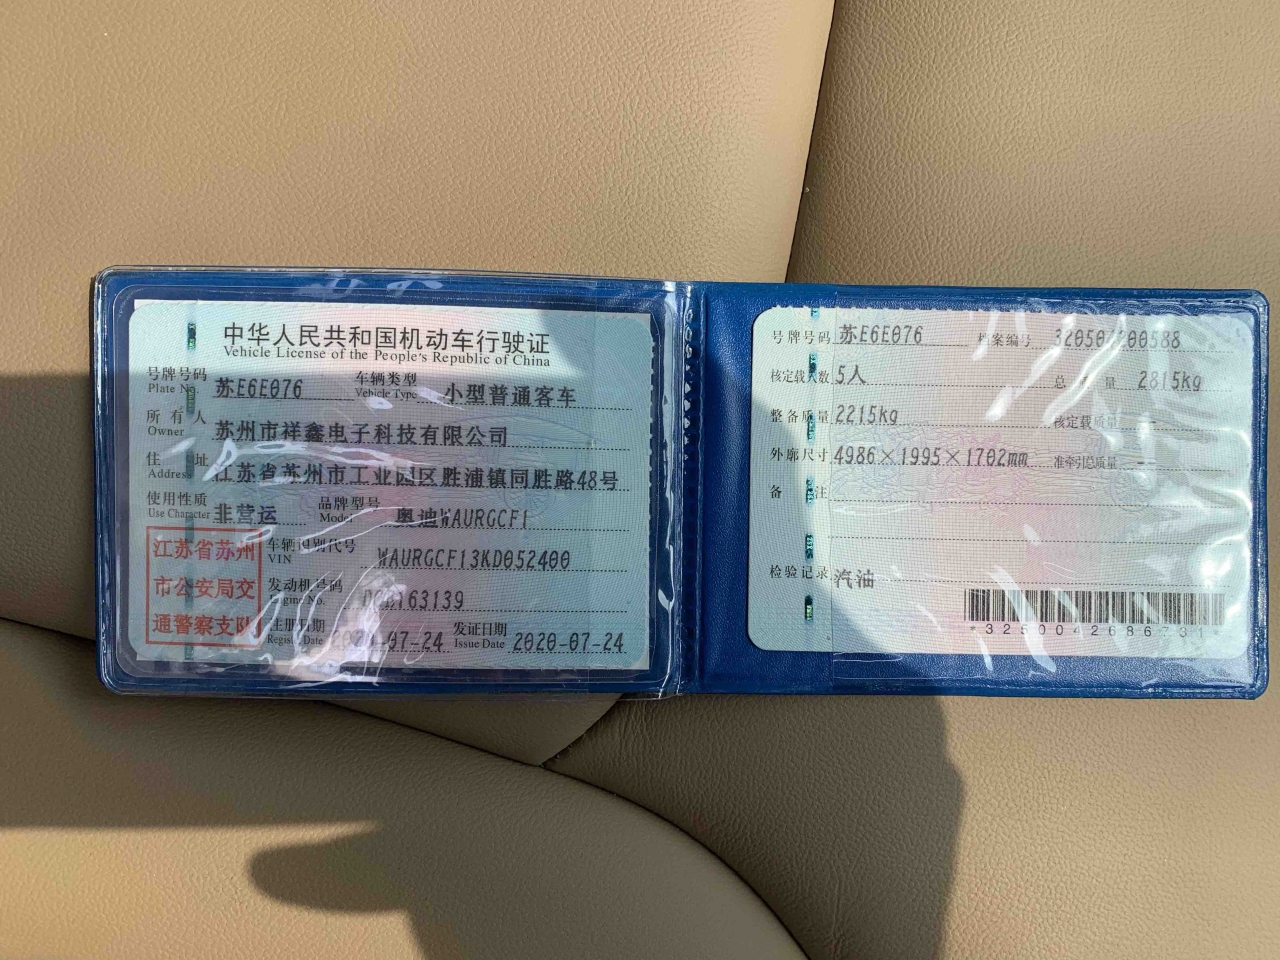 中华人民共和国机动车行驶证
Vehicle License of the People's Republic of China
号牌号码 苏E6E076 车辆类型 小型普通客车
Plate No. Vehicle Type
所有人 苏州市祥鑫电子科技有限公司
Owner
住址 江苏省苏州市工业园区胜浦镇同胜路48号
Address
使用性质 非营运 品牌型号 奥迪WAURGCF1
Use Character Model
江苏省苏州
市公安局交
通警察支队
车辆识别代号 WAURGCF13KD052400
VIN
发动机号码
Engine No.
注册日期 发证日期 2020-07-24
Register Date Issue Date
号牌号码 苏E6E076 档案编号
核定载人数 5人 总质量 2815kg
整备质量 2215kg 核定载质量 --
外廓尺寸 4986×1995×1702mm 准牵引总质量 --
备注
检验记录 汽油
*3250042686731*